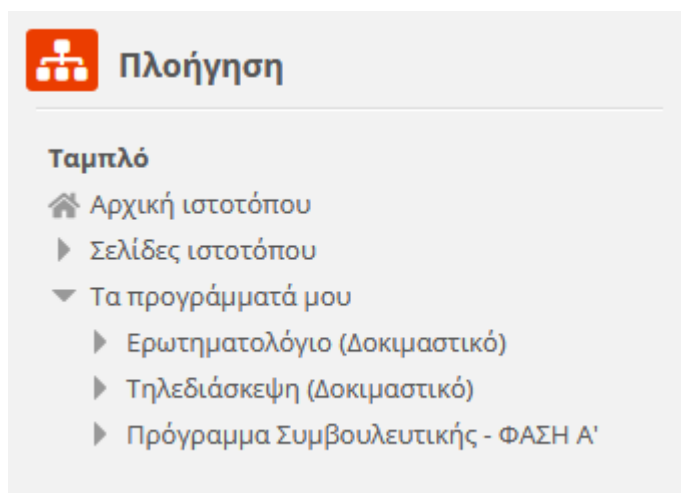 Πλοήγηση
Ταμπλό
Αρχική ιστοτόπου
Σελίδες ιστοτόπου
Τα προγράμματά μου
Ερωτηματολόγιο (Δοκιμαστικό)
Τηλεδιάσκεψη (Δοκιμαστικό)
Πρόγραμμα Συμβουλευτικής - ΦΑΣΗ Α'